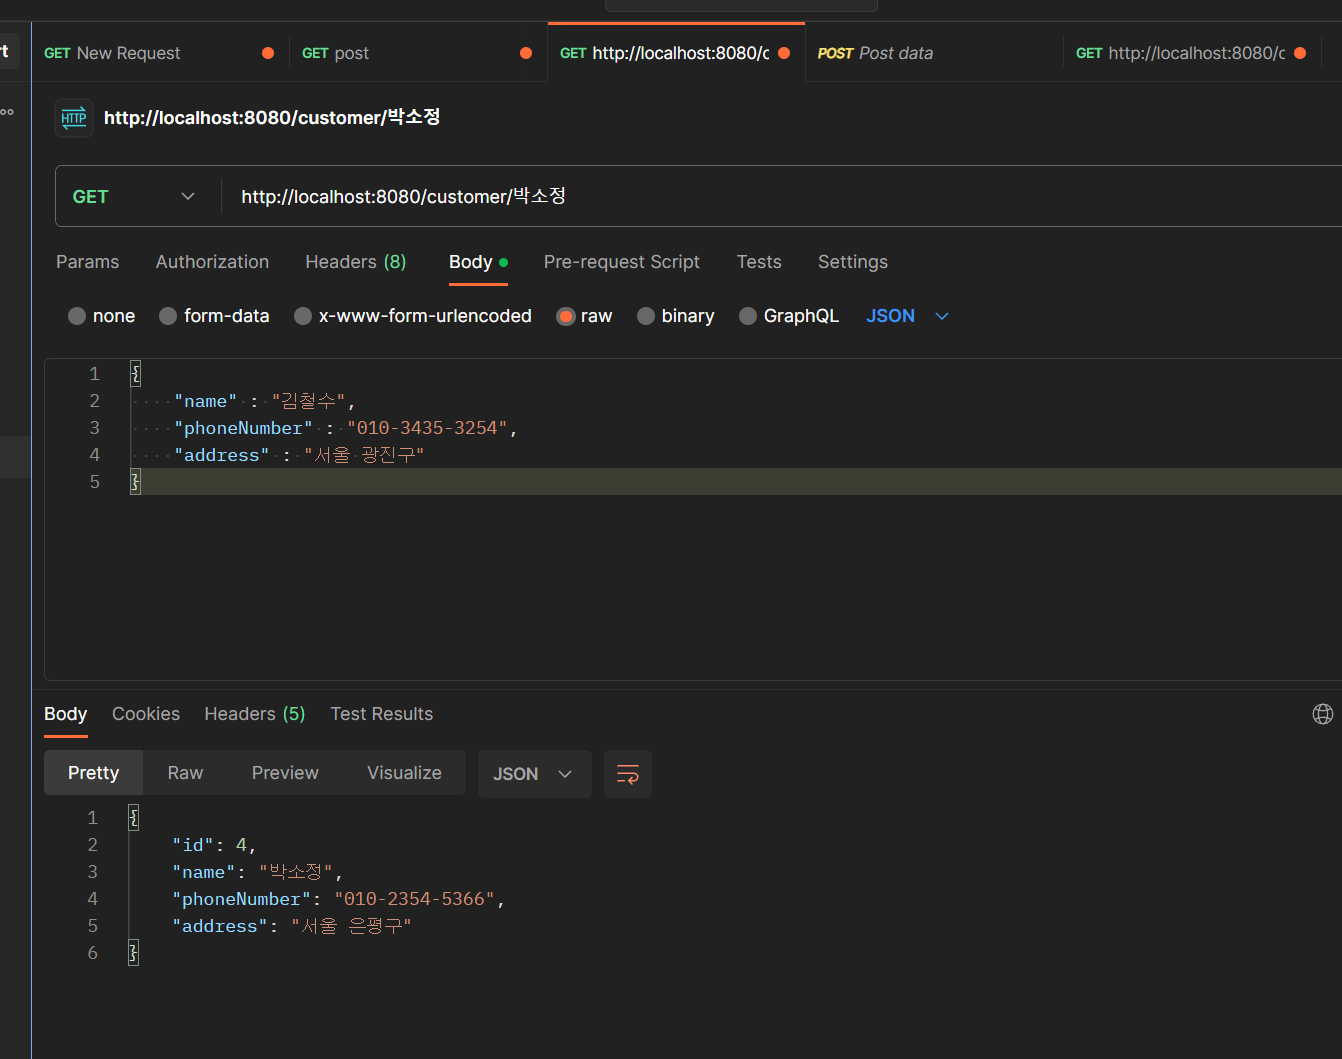 t GET New Request GET post GET http://localhost:8080/c POST Post data GET http://localhost:8080/c
HTTP http://localhost:8080/customer/박소정
GET http://localhost:8080/customer/박소정
Params Authorization Headers (8) Body Pre-request Script Tests Settings
none form-data x-www-form-urlencoded raw binary GraphQL JSON
1 {
2 "name" : "김철수",
3 "phoneNumber" : "010-3435-3254",
4 "address" : "서울 광진구"
5 }
Body Cookies Headers (5) Test Results
Pretty Raw Preview Visualize JSON
1 {
2 "id": 4,
3 "name": "박소정",
4 "phoneNumber": "010-2354-5366",
5 "address": "서울 은평구"
6 }